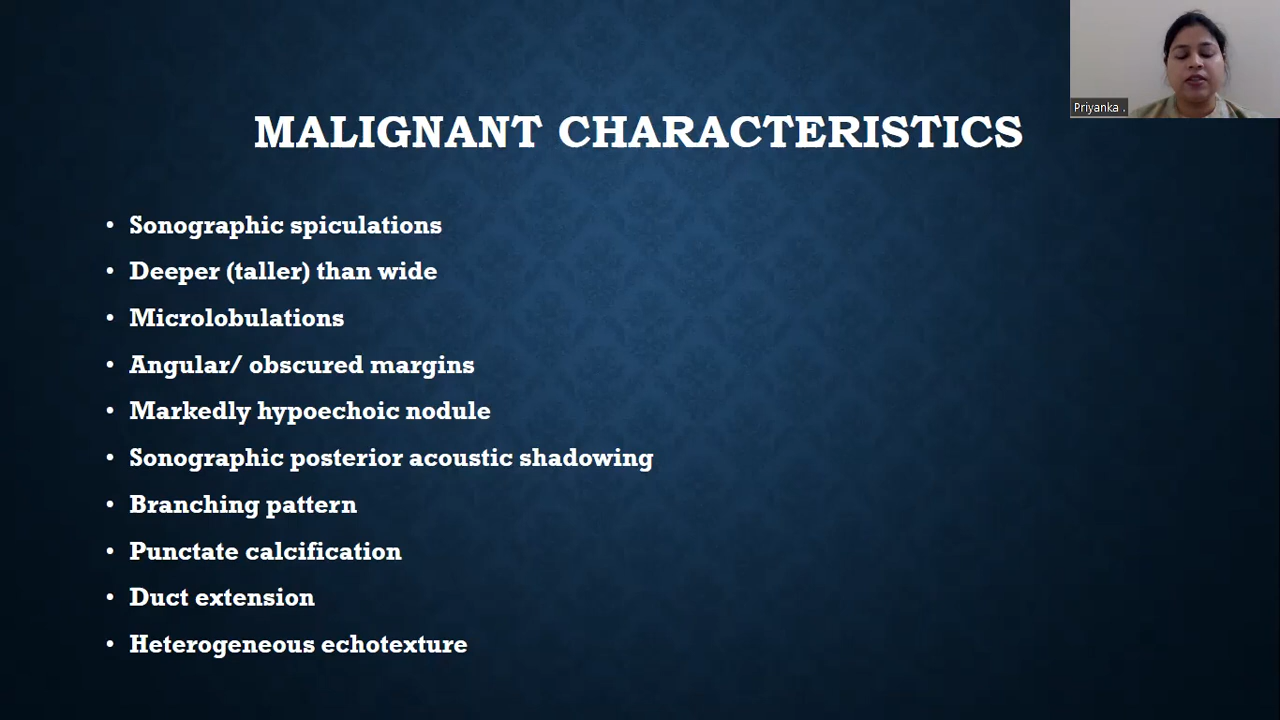 Priyanka .
MALIGNANT CHARACTERISTICS
• Sonographic spiculations
• Deeper (taller) than wide
• Microlobulations
• Angular/ obscured margins
• Markedly hypoechoic nodule
• Sonographic posterior acoustic shadowing
• Branching pattern
• Punctate calcification
• Duct extension
• Heterogeneous echotexture